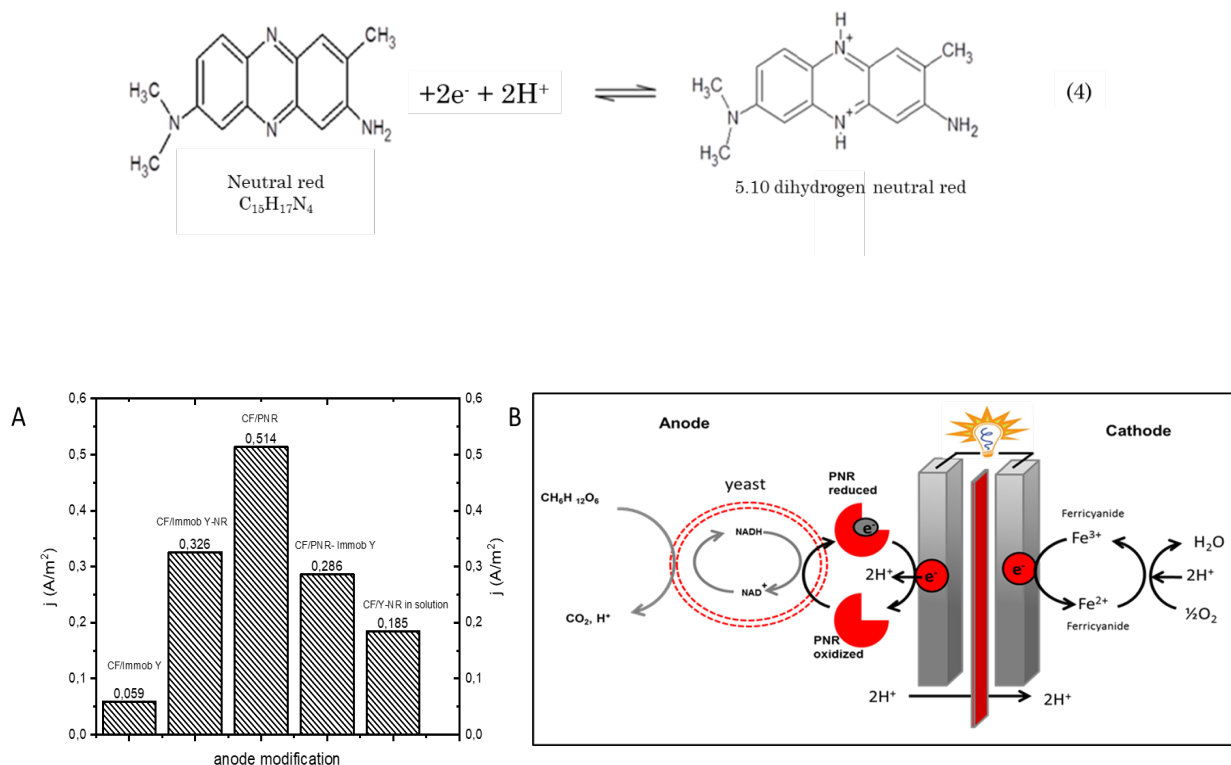 N
CH₃
H₃C
N
N
NH₂
H₃C
+2e⁻ + 2H⁺
H
N⁺
CH₃
H₃C
N
N⁺
H
NH₂
H₃C
(4)
Neutral red
C₁₅H₁₇N₄
5.10 dihydrogen neutral red
A
j (A/m²)
0,6
0,5
0,4
0,3
0,2
0,1
0,0
CF/Immob Y
0,059
CF/Immob Y-NR
0,326
CF/PNR
0,514
CF/PNR- Immob Y
0,286
CF/Y-NR in solution
0,185
0,6
0,5
0,4
0,3
0,2
0,1
0,0
j (A/m²)
anode modification
B
Anode
Cathode
yeast
CH₆H ₁₂O₆
CO₂, H⁺
NADH
NAD⁺
PNR
reduced
e⁻
2H⁺
PNR
oxidized
e⁻
e⁻
Ferricyanide
Fe³⁺
Fe²⁺
Ferricyanide
H₂O
2H⁺
½O₂
2H⁺
2H⁺